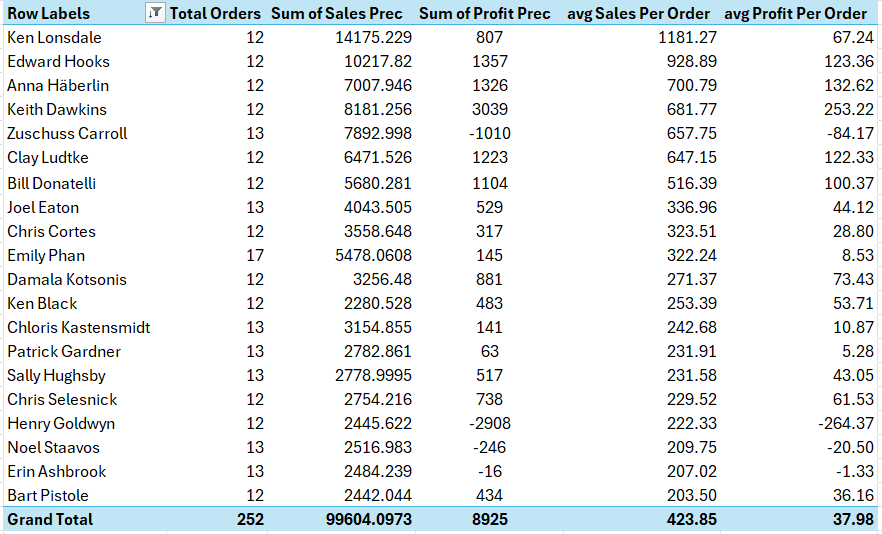 Row Labels Total Orders Sum of Sales Prec Sum of Profit Prec avg Sales Per Order avg Profit Per Order
Ken Lonsdale 12 14175.229 807 1181.27 67.24
Edward Hooks 12 10217.82 1357 928.89 123.36
Anna Häberlin 12 7007.946 1326 700.79 132.62
Keith Dawkins 12 8181.256 3039 681.77 253.22
Zuschuss Carroll 13 7892.998 -1010 657.75 -84.17
Clay Ludtke 12 6471.526 1223 647.15 122.33
Bill Donatelli 12 5680.281 1104 516.39 100.37
Joel Eaton 13 4043.505 529 336.96 44.12
Chris Cortes 12 3558.648 317 323.51 28.80
Emily Phan 17 5478.0608 145 322.24 8.53
Damala Kotsonis 12 3256.48 881 271.37 73.43
Ken Black 12 2280.528 483 253.39 53.71
Chloris Kastensmidt 13 3154.855 141 242.68 10.87
Patrick Gardner 13 2782.861 63 231.91 5.28
Sally Hughsby 13 2778.9995 517 231.58 43.05
Chris Selesnick 12 2754.216 738 229.52 61.53
Henry Goldwyn 12 2445.622 -2908 222.33 -264.37
Noel Staavos 13 2516.983 -246 209.75 -20.50
Erin Ashbrook 13 2484.239 -16 207.02 -1.33
Bart Pistole 12 2442.044 434 203.50 36.16
Grand Total 252 99604.0973 8925 423.85 37.98